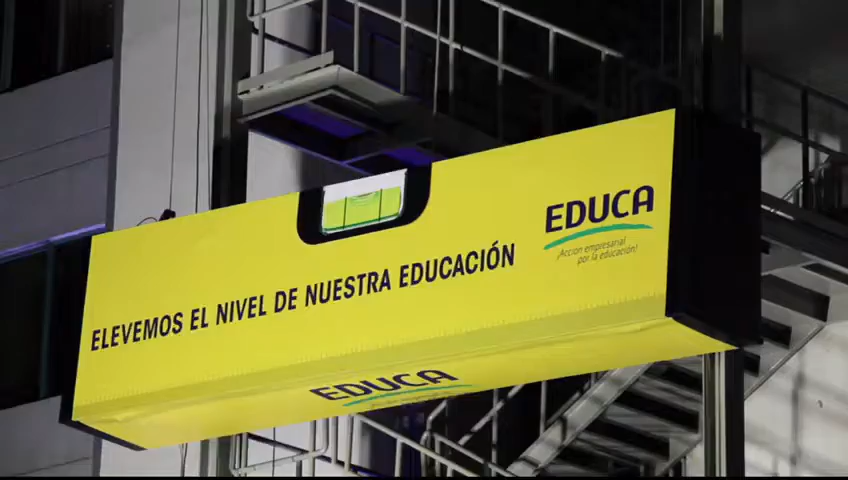 EDUCA
¡Acción empresarial
por la educación!
ELEVEMOS EL NIVEL DE NUESTRA EDUCACIÓN
EDUCA